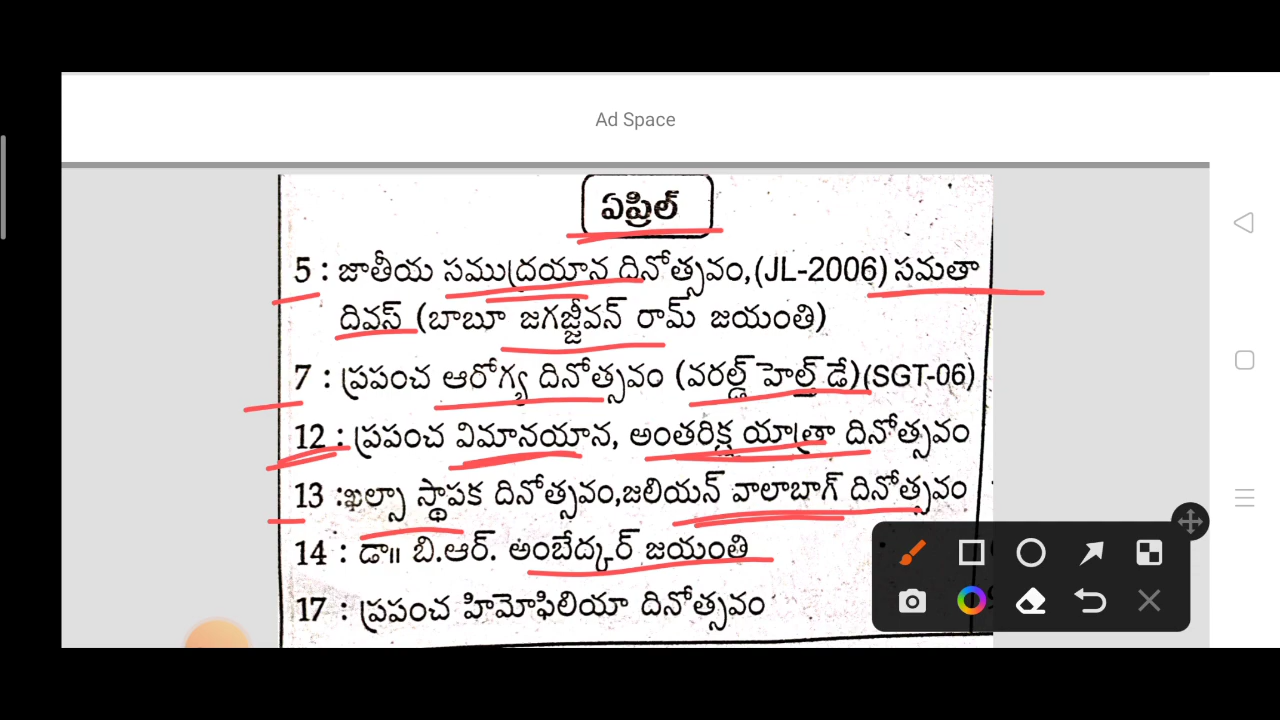 Ad Space
ఏప్రిల్
5 : జాతీయ సముద్రయాన దినోత్సవం,(JL-2006) సమతా
దివస్ (బాబూ జగజ్జీవన్ రామ్ జయంతి)
7 : ప్రపంచ ఆరోగ్య దినోత్సవం (వరల్డ్ హెల్త్ డే)(SGT-06)
12 : ప్రపంచ విమానయాన, అంతరిక్ష యాత్రా దినోత్సవం
13 :ఖల్సా స్థాపక దినోత్సవం,జలియన్ వాలాబాగ్ దినోత్సవం
14 : డా॥ బి.ఆర్. అంబేద్కర్ జయంతి
17 : ప్రపంచ హిమోఫిలియా దినోత్సవం